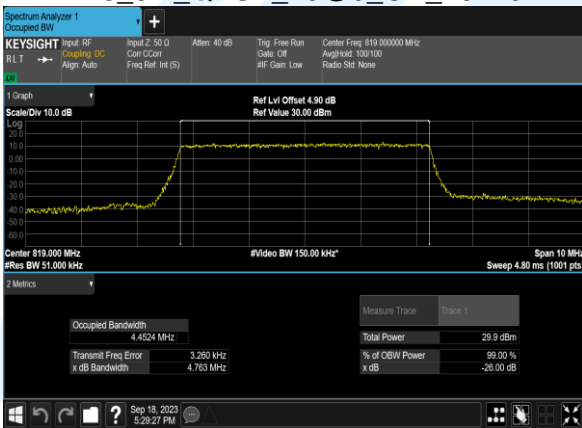 Spectrum Analyzer 1
Occupied BW
+
KEYSIGHT Input: RF Input Z: 50 Ω Atten: 40 dB Trig: Free Run Center Freq: 819.000000 MHz
Coupling: DC Corr CCorr Gate: Off Avg|Hold: 100/100
RLT Align: Auto Freq Ref: Int (S) #IF Gain: Low Radio Std: None
LW
1 Graph
Ref Lvl Offset 4.90 dB
Scale/Div 10.0 dB Ref Value 30.00 dBm
Log
20.0
10.0
0.00
-10.0
-20.0
-30.0
-40.0
-50.0
-60.0
Center 819.000 MHz #Video BW 150.00 kHz* Span 10 MHz
#Res BW 51.000 kHz Sweep 4.80 ms (1001 pts)
2 Metrics
Measure Trace Trace 1
Occupied Bandwidth
4.4524 MHz Total Power 29.9 dBm
Transmit Freq Error 3.260 kHz % of OBW Power 99.00 %
x dB Bandwidth 4.763 MHz x dB -26.00 dB
? Sep 18, 2023
5:29:27 PM